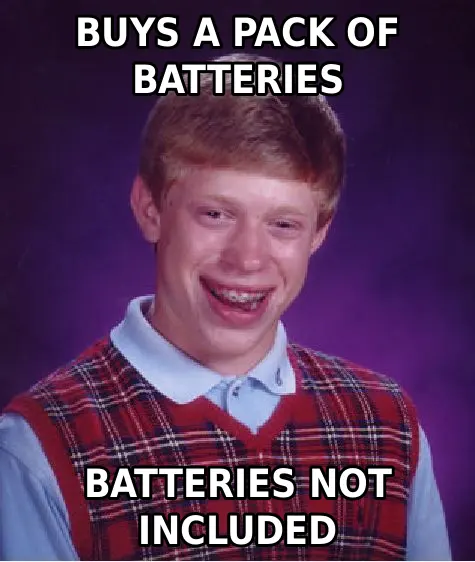 BUYS A PACK OF
BATTERIES
BATTERIES NOT
INCLUDED